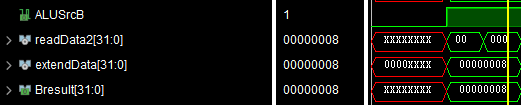 ALUSrcB 1
readData2[31:0] 00000008 XXXXXXXX 00 000
extendData[31:0] 00000008 0000XXXX 00000008
Bresult[31:0] 00000008 XXXXXXXX 00000008